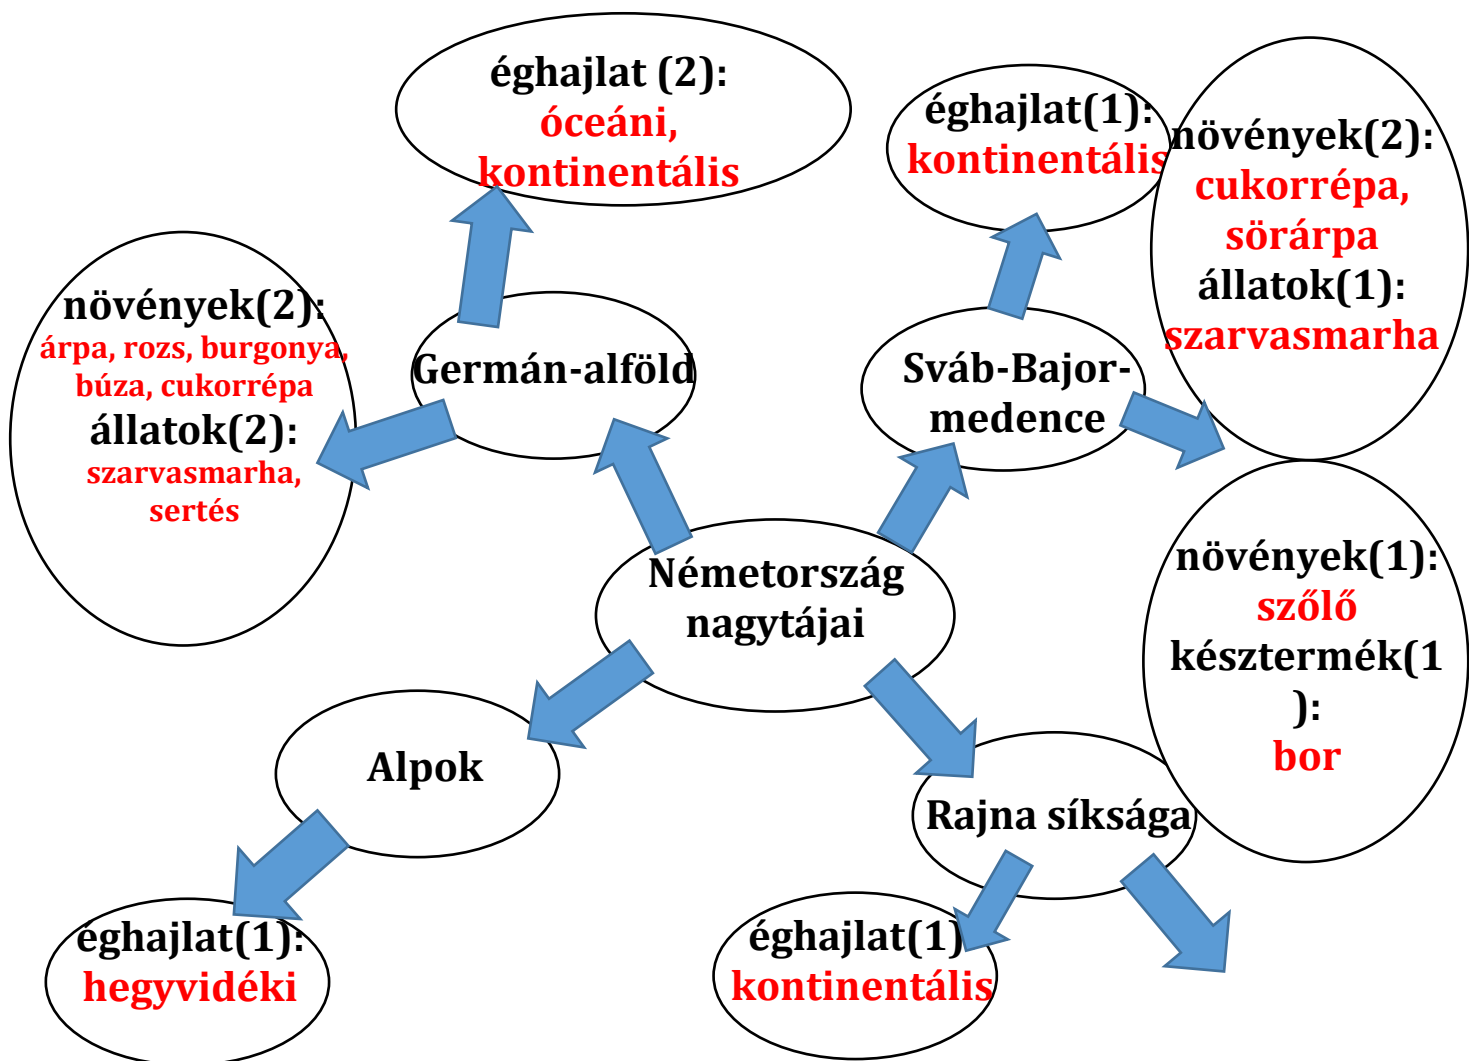 éghajlat (2):
óceáni,
kontinentális
éghajlat(1):
kontinentális
növények(2):
cukorrépa,
sörárpa
állatok(1):
szarvasmarha
növények(2):
árpa, rozs, burgonya,
búza, cukorrépa
állatok(2):
szarvasmarha,
sertés
Germán-alföld
Sváb-Bajor-
medence
Németország
nagytájai
növények(1):
szőlő
késztermék(1
):
bor
Alpok
Rajna síksága
éghajlat(1):
hegyvidéki
éghajlat(1)
kontinentális